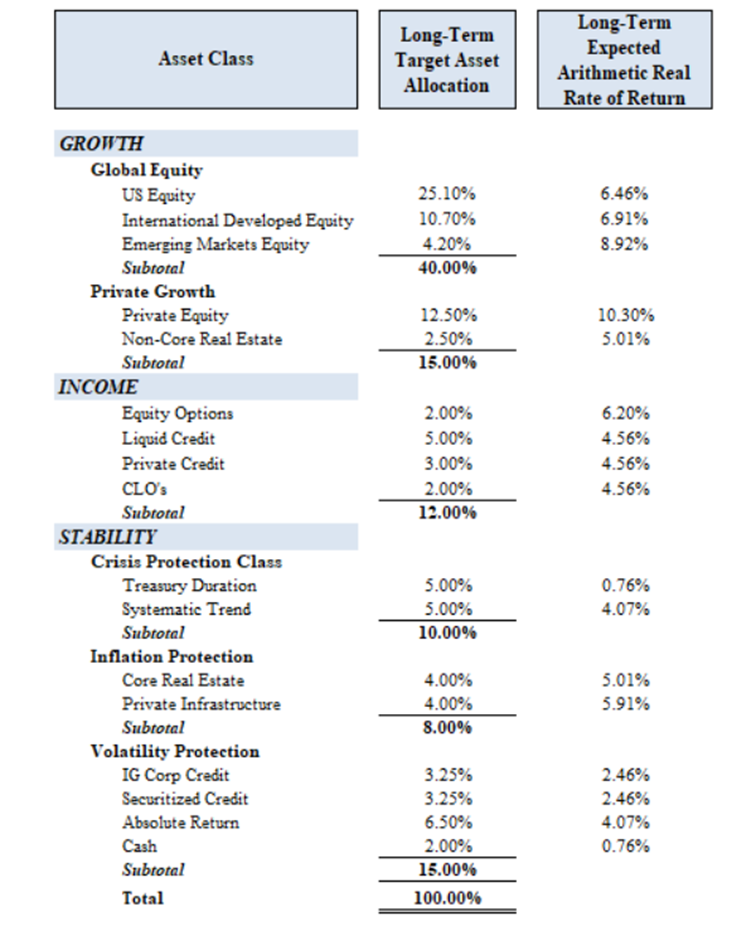 Asset Class Long-Term Target Asset Allocation Long-Term Expected Arithmetic Real Rate of Return
GROWTH
Global Equity
US Equity 25.10% 6.46%
International Developed Equity 10.70% 6.91%
Emerging Markets Equity 4.20% 8.92%
Subtotal 40.00%
Private Growth
Private Equity 12.50% 10.30%
Non-Core Real Estate 2.50% 5.01%
Subtotal 15.00%
INCOME
Equity Options 2.00% 6.20%
Liquid Credit 5.00% 4.56%
Private Credit 3.00% 4.56%
CLO's 2.00% 4.56%
Subtotal 12.00%
STABILITY
Crisis Protection Class
Treasury Duration 5.00% 0.76%
Systematic Trend 5.00% 4.07%
Subtotal 10.00%
Inflation Protection
Core Real Estate 4.00% 5.01%
Private Infrastructure 4.00% 5.91%
Subtotal 8.00%
Volatility Protection
IG Corp Credit 3.25% 2.46%
Securitized Credit 3.25% 2.46%
Absolute Return 6.50% 4.07%
Cash 2.00% 0.76%
Subtotal 15.00%
Total 100.00%